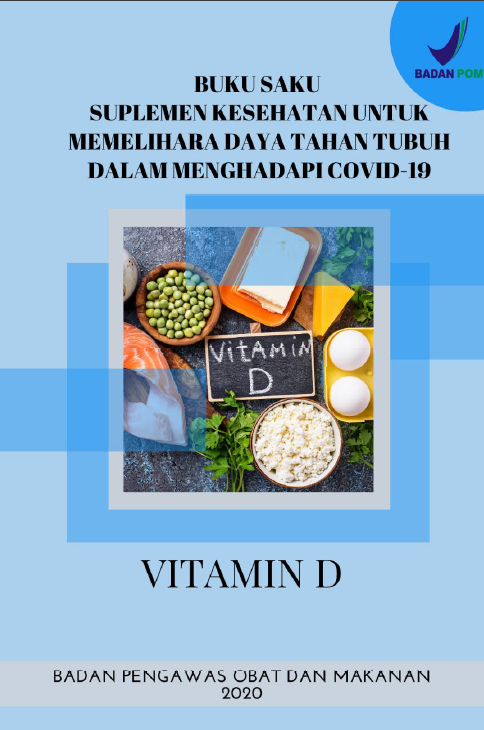 BADAN POM
BUKU SAKU
SUPLEMEN KESEHATAN UNTUK
MEMELIHARA DAYA TAHAN TUBUH
DALAM MENGHADAPI COVID-19
VITAMIN
D
VITAMIN D
BADAN PENGAWAS OBAT DAN MAKANAN
2020